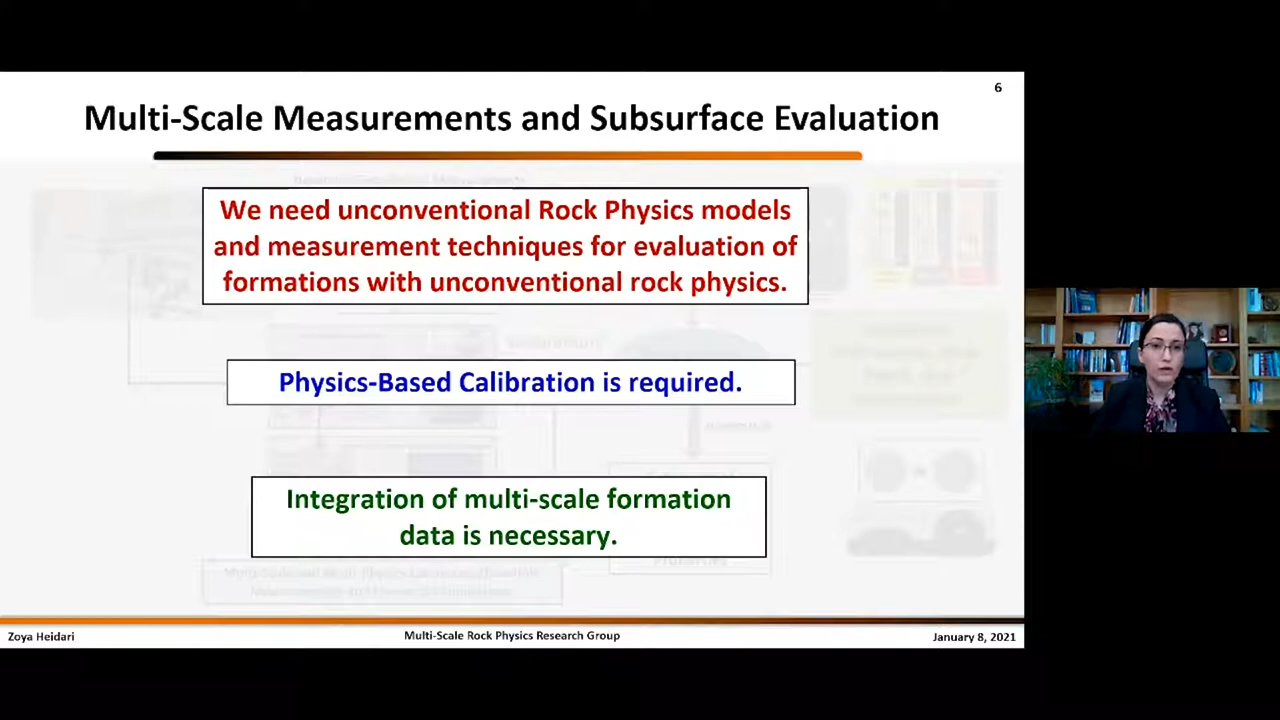 6
Multi-Scale Measurements and Subsurface Evaluation
We need unconventional Rock Physics models
and measurement techniques for evaluation of
formations with unconventional rock physics.
Physics-Based Calibration is required.
Integration of multi-scale formation
data is necessary.
Zoya Heidari
Multi-Scale Rock Physics Research Group
January 8, 2021